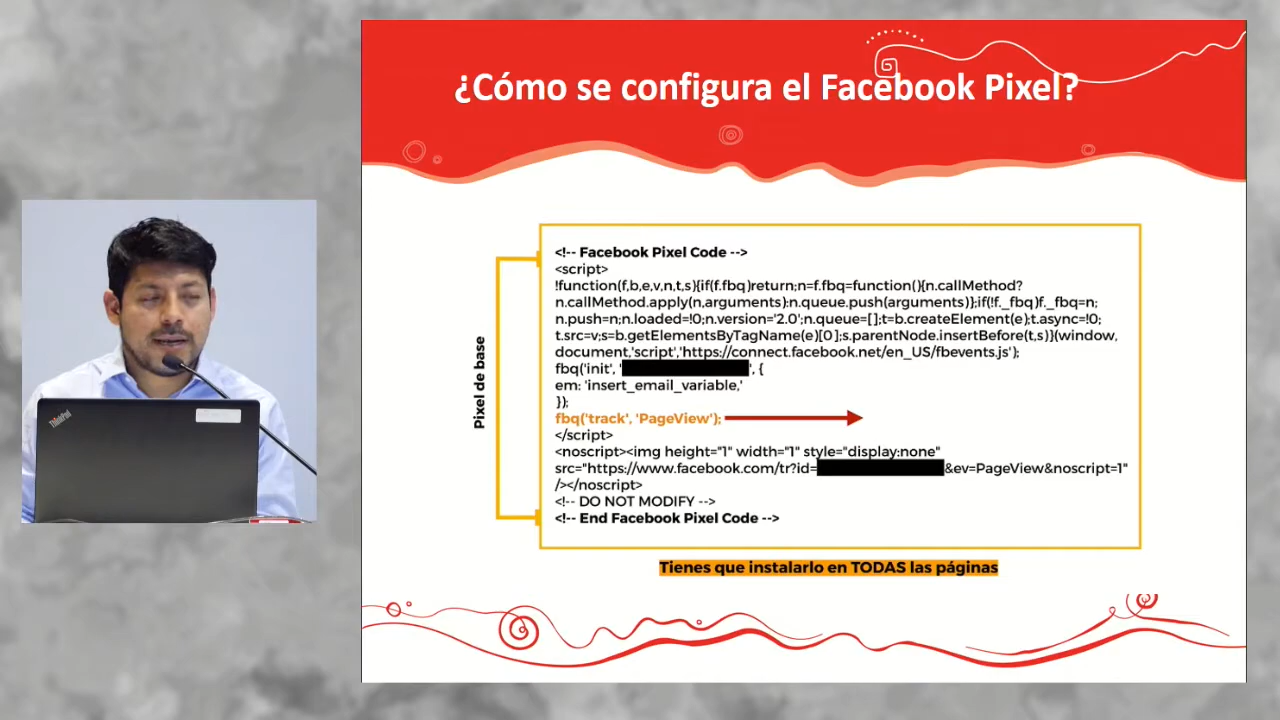 ¿Cómo se configura el Facebook Pixel?
Pixel de base
<!-- Facebook Pixel Code -->
<script>
!function(f,b,e,v,n,t,s){if(f.fbq)return;n=f.fbq=function(){n.callMethod?
n.callMethod.apply(n,arguments):n.queue.push(arguments)};if(!f._fbq)f._fbq=n;
n.push=n;n.loaded=!0;n.version='2.0';n.queue=[];t=b.createElement(e);t.async=!0;
t.src=v;s=b.getElementsByTagName(e)[0];s.parentNode.insertBefore(t,s)}(window,
document,'script','https://connect.facebook.net/en_US/fbevents.js');
fbq('init', '', {
em: 'insert_email_variable,'
});
fbq('track', 'PageView');
</script>
<noscript><img height="1" width="1" style="display:none"
src="https://www.facebook.com/tr?id=&ev=PageView&noscript=1"
/></noscript>
<!-- DO NOT MODIFY -->
<!-- End Facebook Pixel Code -->
Tienes que instalarlo en TODAS las páginas
ThinkPad